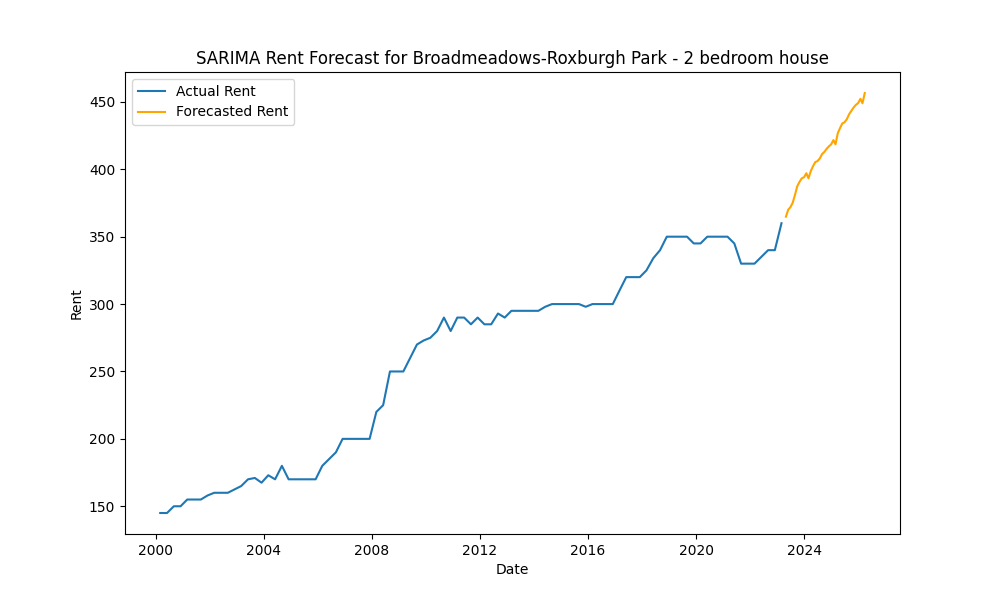 SARIMA Rent Forecast for Broadmeadows-Roxburgh Park - 2 bedroom house
Actual Rent
Forecasted Rent
450
400
350
300
250
200
150
Rent
2000 2004 2008 2012 2016 2020 2024
Date